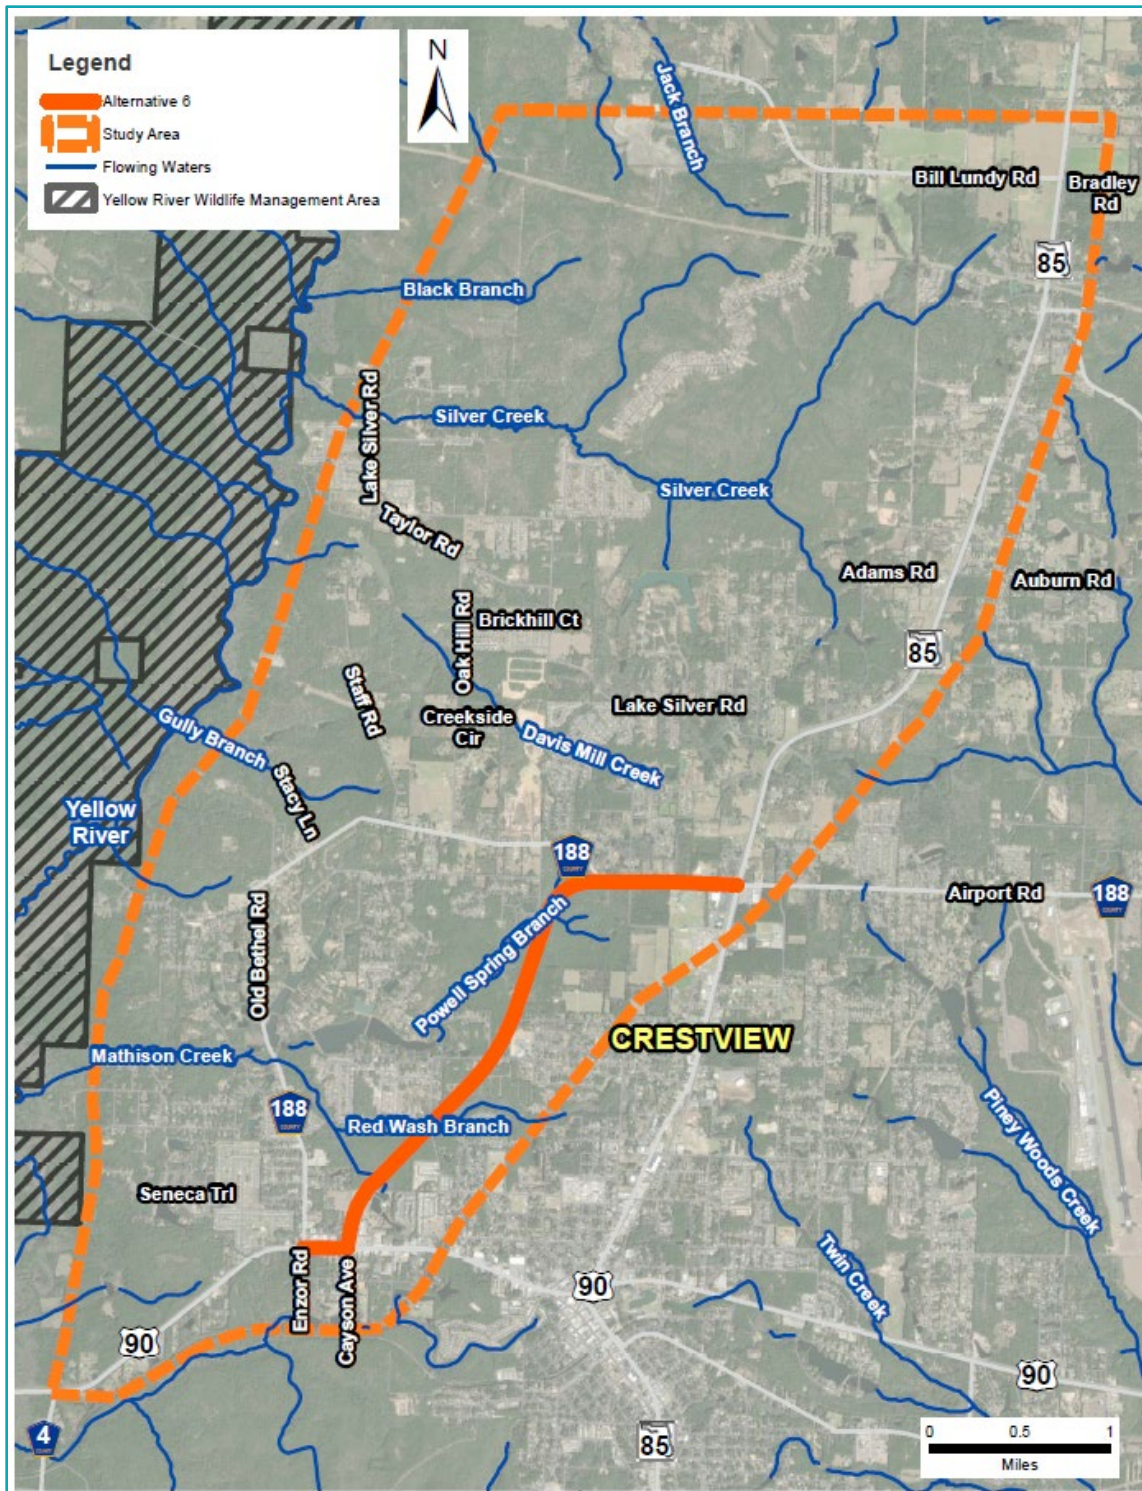 Legend
Alternative 6
Study Area
Flowing Waters
Yellow River Wildlife Management Area
N
Jack Branch
Bill Lundy Rd
Bradley
Rd
85
Black Branch
Lake Silver Rd
Silver Creek
Silver Creek
Taylor Rd
Adams Rd
Auburn Rd
Oak Hill Rd
Brickhill Ct
85
Staff Rd
Creekside
Cir
Lake Silver Rd
Gully Branch
Davis Mill Creek
Stacy Ln
Yellow
River
188
COUNTY
Airport Rd
188
COUNTY
Old Bethel Rd
Powell Spring Branch
CRESTVIEW
Mathison Creek
188
COUNTY
Red Wash Branch
Piney Woods Creek
Seneca Trl
Enzor Rd
Cayson Ave
Twin Creek
90
90
90
4
85
0 0.5 1
Miles